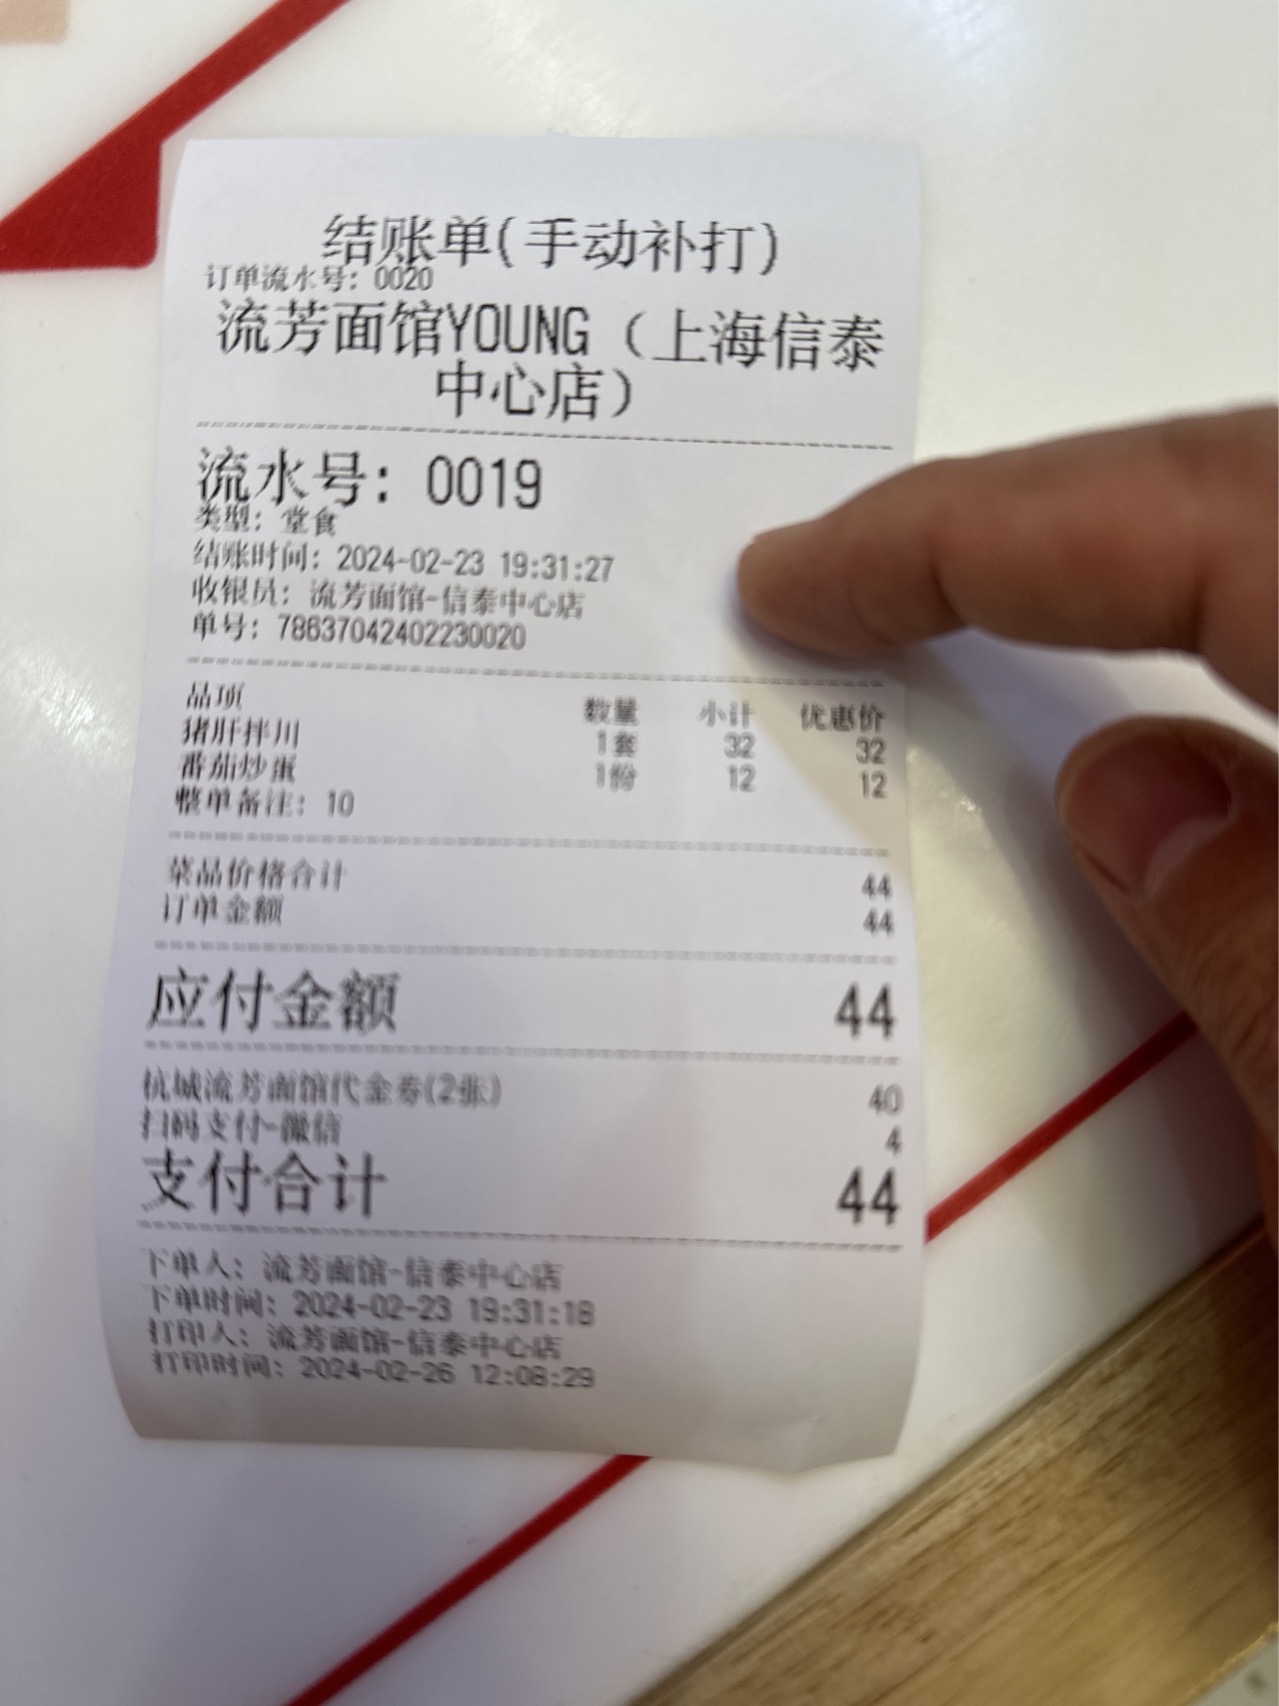 结账单(手动补打)
订单流水号: 0020
流芳面馆YOUNG（上海信泰
中心店）
流水号: 0019
类型: 堂食
结账时间: 2024-02-23 19:31:27
收银员: 流芳面馆-信泰中心店
单号: 78637042402230020
品项 数量 小计 优惠价
猪肝拌川 1套 32 32
番茄炒蛋 1份 12 12
整单备注: 10
菜品价格合计 44
订单金额 44
应付金额 44
杭城流芳面馆代金券(2张) 40
扫码支付-微信 4
支付合计 44
下单人: 流芳面馆-信泰中心店
下单时间: 2024-02-23 19:31:18
打印人: 流芳面馆-信泰中心店
打印时间: 2024-02-26 12:08:29